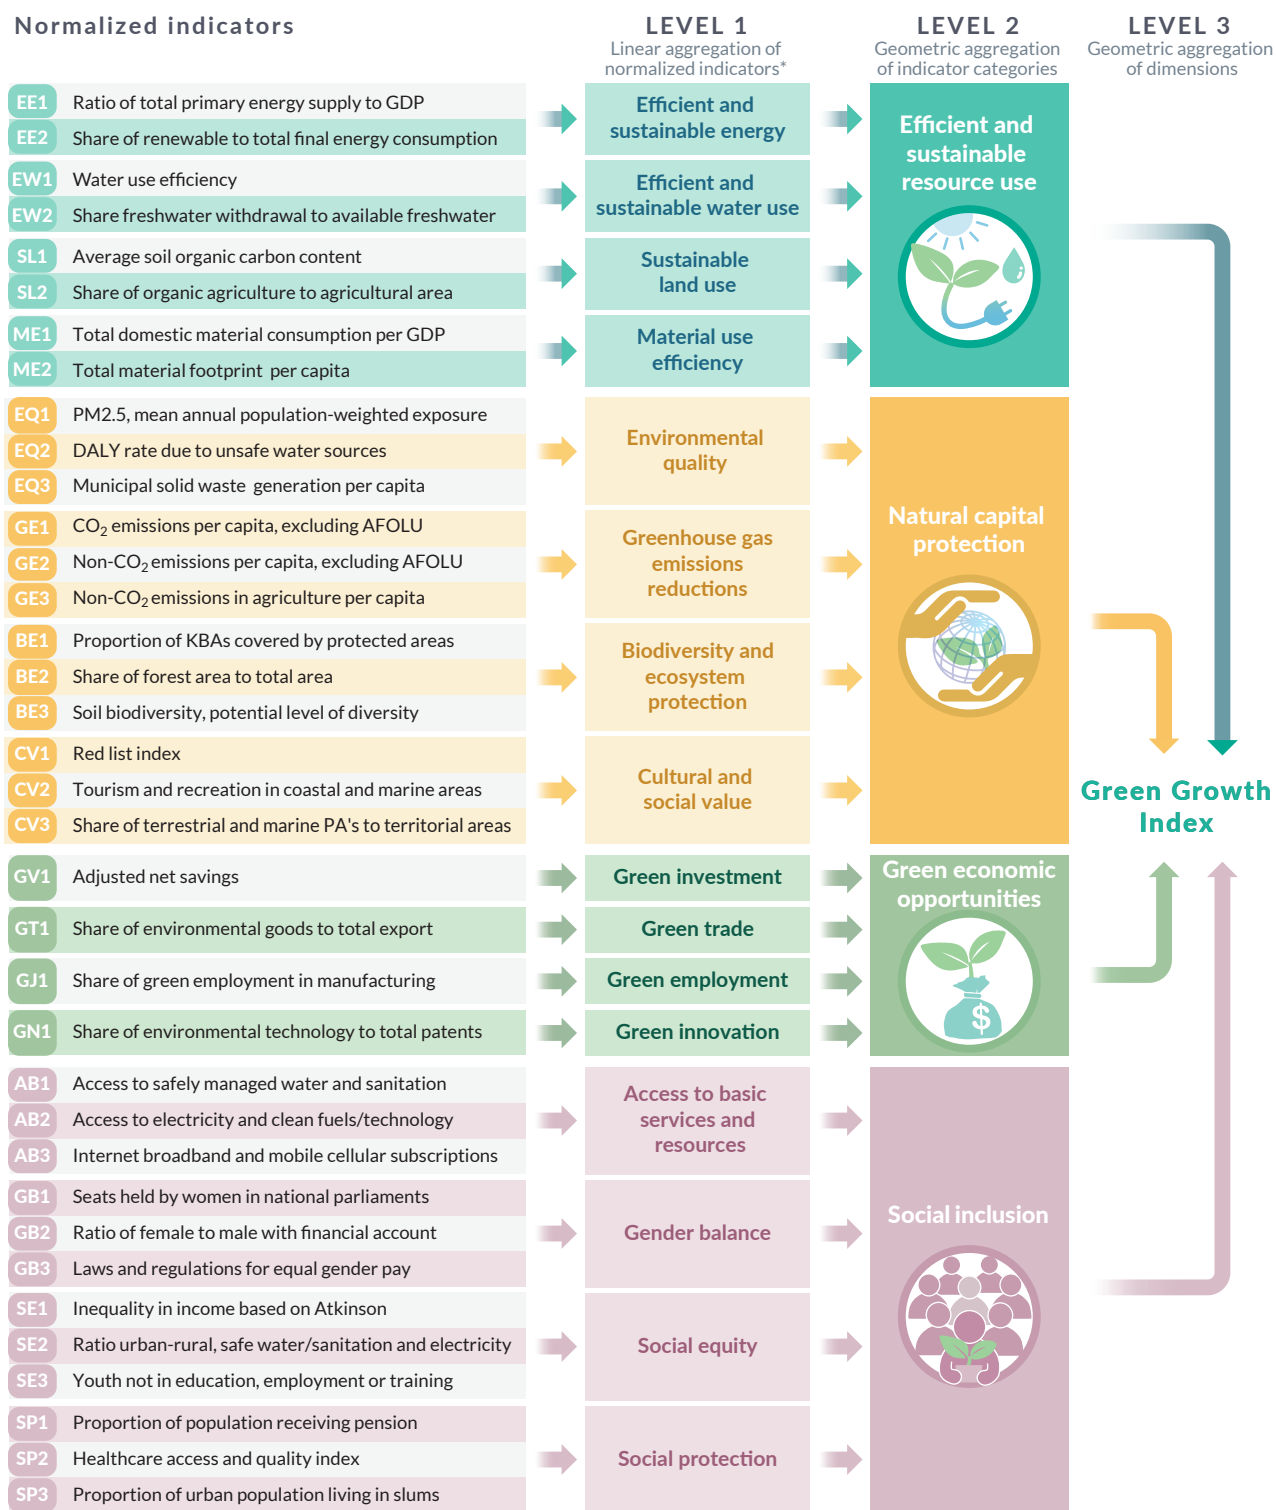 Normalized indicators
LEVEL 1
Linear aggregation of
normalized indicators*
LEVEL 2
Geometric aggregation
of indicator categories
LEVEL 3
Geometric aggregation
of dimensions
EE1 Ratio of total primary energy supply to GDP
EE2 Share of renewable to total final energy consumption
Efficient and
sustainable energy
EW1 Water use efficiency
EW2 Share freshwater withdrawal to available freshwater
Efficient and
sustainable water use
SL1 Average soil organic carbon content
SL2 Share of organic agriculture to agricultural area
Sustainable
land use
ME1 Total domestic material consumption per GDP
ME2 Total material footprint per capita
Material use
efficiency
Efficient and
sustainable
resource use
EQ1 PM2.5, mean annual population-weighted exposure
EQ2 DALY rate due to unsafe water sources
EQ3 Municipal solid waste generation per capita
Environmental
quality
GE1 CO2 emissions per capita, excluding AFOLU
GE2 Non-CO2 emissions per capita, excluding AFOLU
GE3 Non-CO2 emissions in agriculture per capita
Greenhouse gas
emissions
reductions
BE1 Proportion of KBAs covered by protected areas
BE2 Share of forest area to total area
BE3 Soil biodiversity, potential level of diversity
Biodiversity and
ecosystem
protection
CV1 Red list index
CV2 Tourism and recreation in coastal and marine areas
CV3 Share of terrestrial and marine PA's to territorial areas
Cultural and
social value
Natural capital
protection
Green Growth
Index
GV1 Adjusted net savings
Green investment
GT1 Share of environmental goods to total export
Green trade
GJ1 Share of green employment in manufacturing
Green employment
GN1 Share of environmental technology to total patents
Green innovation
Green economic
opportunities
$
AB1 Access to safely managed water and sanitation
AB2 Access to electricity and clean fuels/technology
AB3 Internet broadband and mobile cellular subscriptions
Access to basic
services and
resources
GB1 Seats held by women in national parliaments
GB2 Ratio of female to male with financial account
GB3 Laws and regulations for equal gender pay
Gender balance
SE1 Inequality in income based on Atkinson
SE2 Ratio urban-rural, safe water/sanitation and electricity
SE3 Youth not in education, employment or training
Social equity
SP1 Proportion of population receiving pension
SP2 Healthcare access and quality index
SP3 Proportion of urban population living in slums
Social protection
Social inclusion